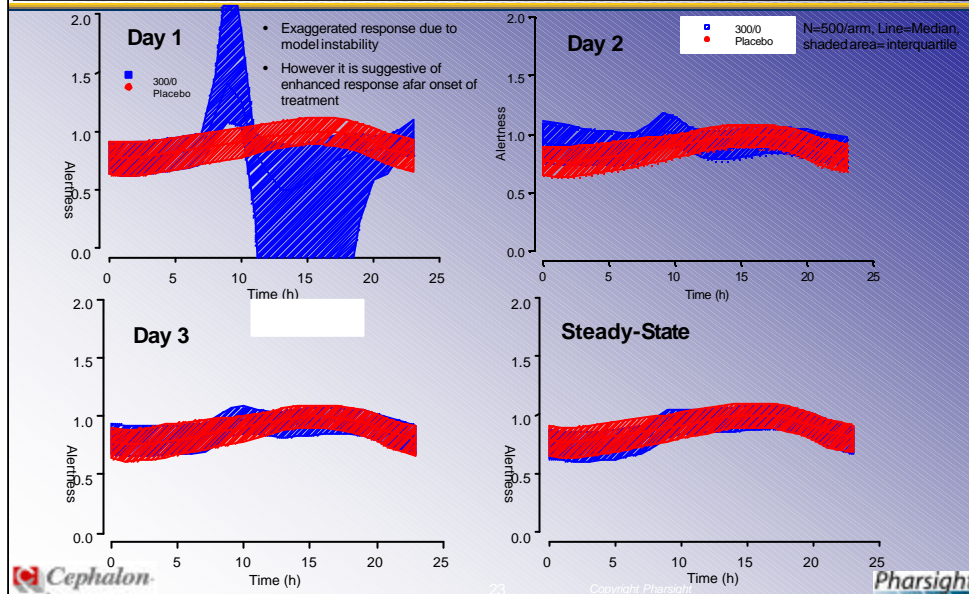 Day 1
2.0
1.5
1.0
0.5
0.0
Alertness
300/0
Placebo
• Exaggerated response due to
model instability
• However it is suggestive of
enhanced response afar onset of
treatment
0
5
10
15
20
25
Time (h)
Day 2
300/0
Placebo
N=500/arm, Line=Median,
shaded area= interquartile
2.0
1.5
1.0
0.5
0.0
Alertness
0
5
10
15
20
25
Time (h)
Day 3
2.0
1.5
1.0
0.5
0.0
Alertness
0
5
10
15
20
25
Time (h)
Steady-State
2.0
1.5
1.0
0.5
0.0
Alertness
0
5
10
15
20
25
Time (h)
Cephalon
23
Copyright Pharsight
Pharsight